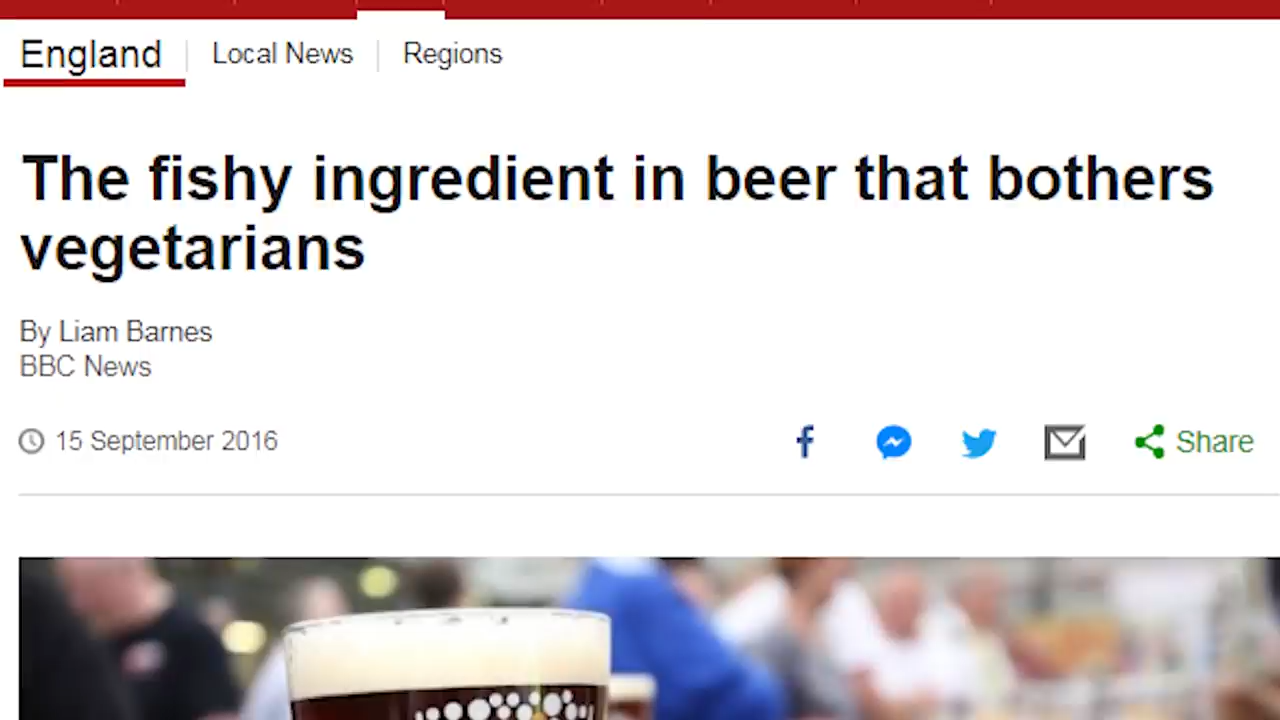 England
Local News
Regions
The fishy ingredient in beer that bothers
vegetarians
By Liam Barnes
BBC News
15 September 2016
Share